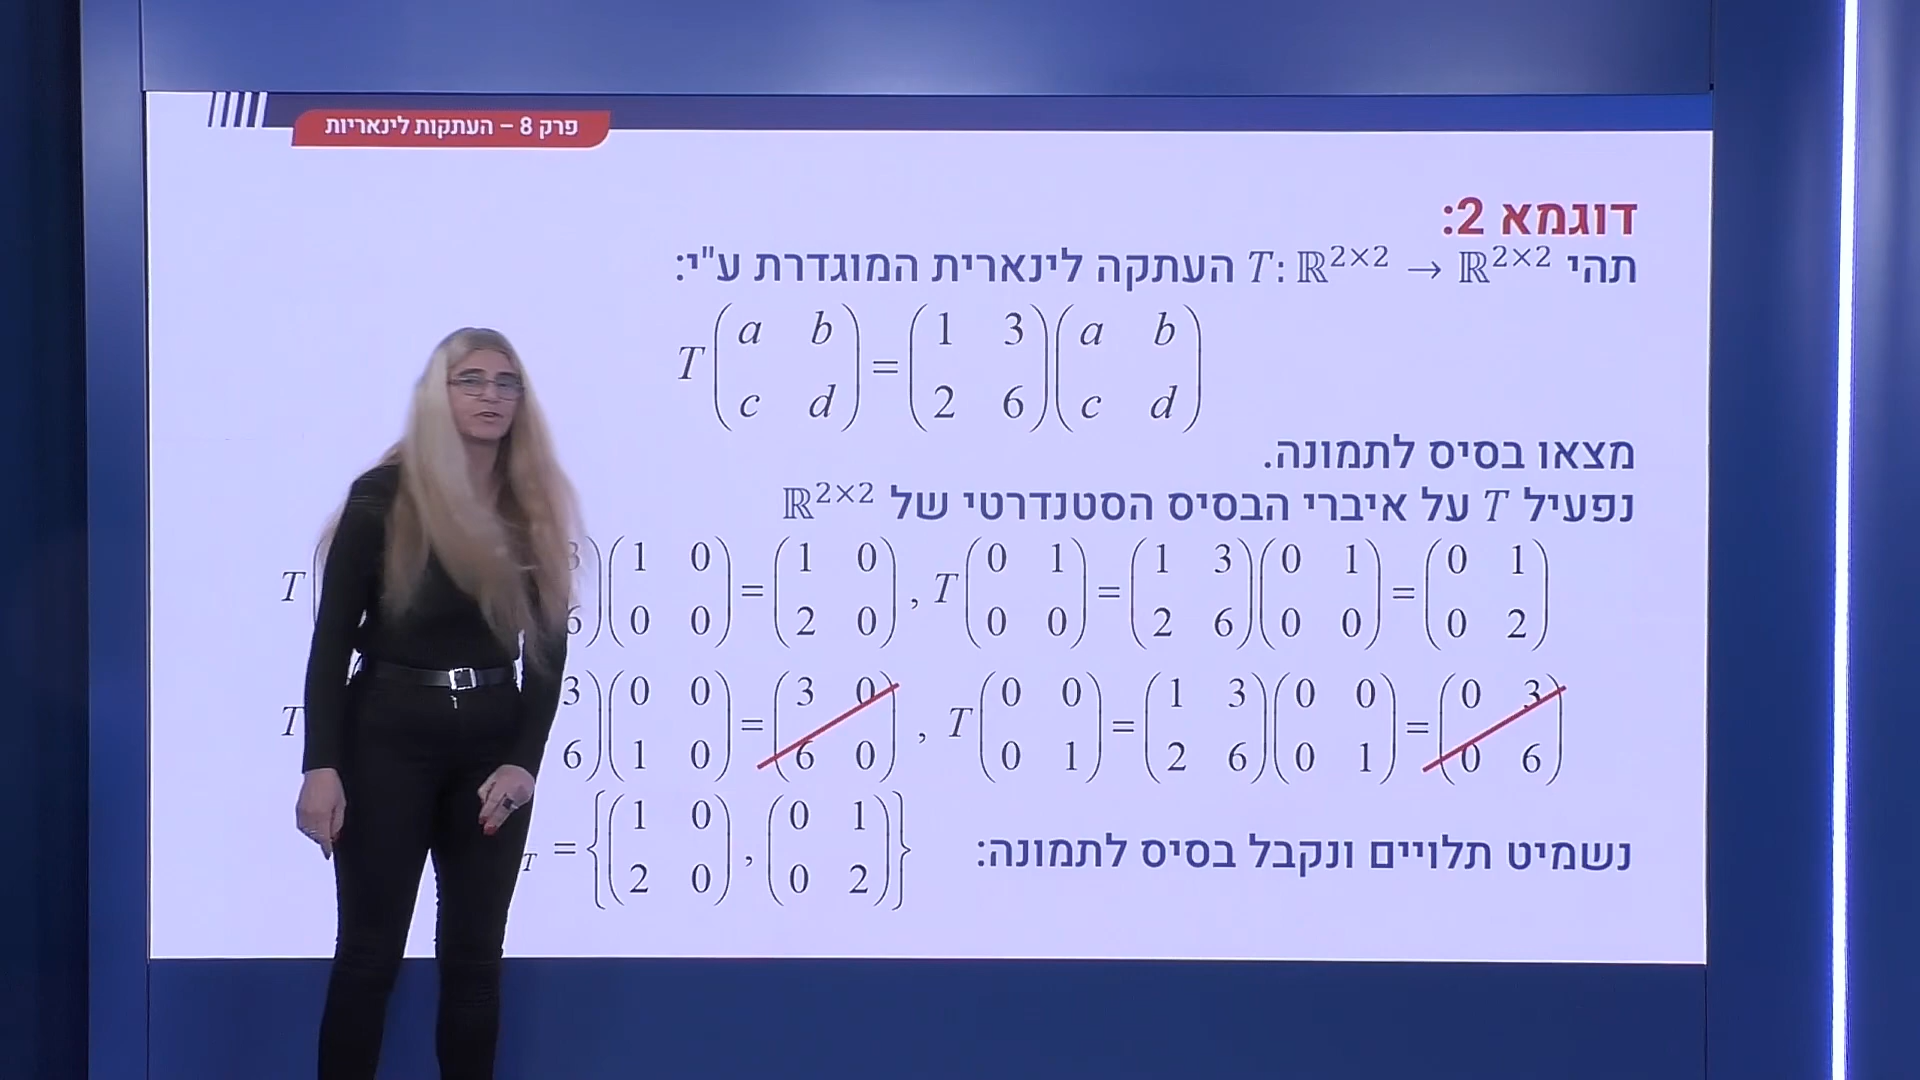 פרק 8 – העתקות לינאריות
דוגמא 2:
תהי T: ℝ^{2×2} → ℝ^{2×2} העתקה לינארית המוגדרת ע"י:
T(a b; c d) = (1 3; 2 6)(a b; c d)
מצאו בסיס לתמונה.
נפעיל T על איברי הבסיס הסטנדרטי של ℝ^{2×2}
T 3 6)(1 0; 0 0) = (1 0; 2 0) , T(0 1; 0 0) = (1 3; 2 6)(0 1; 0 0) = (0 1; 0 2)
T 3 6)(0 0; 1 0) = (3 0; 6 0) , T(0 0; 0 1) = (1 3; 2 6)(0 0; 0 1) = (0 3; 0 6)
נשמיט תלויים ונקבל בסיס לתמונה: T = {(1 0; 2 0), (0 1; 0 2)}